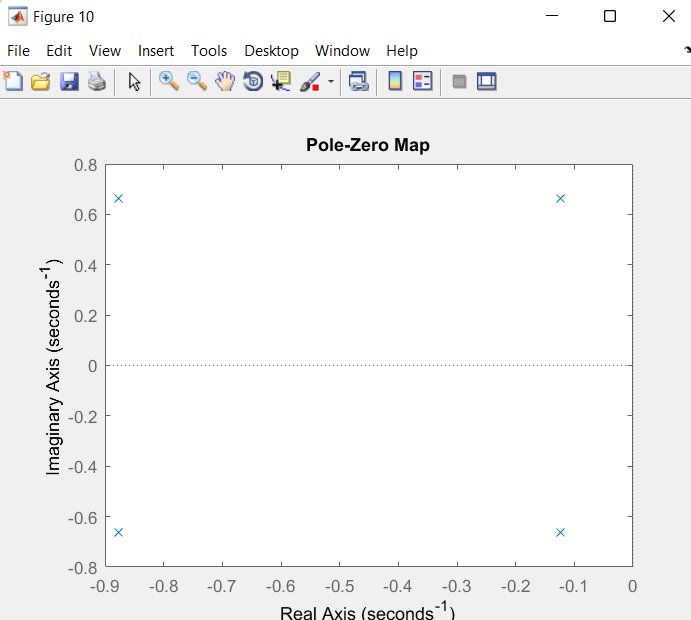 Figure 10
File Edit View Insert Tools Desktop Window Help
Pole-Zero Map
0.8
0.6
0.4
0.2
0
-0.2
-0.4
-0.6
-0.8
Imaginary Axis (seconds⁻¹)
-0.9 -0.8 -0.7 -0.6 -0.5 -0.4 -0.3 -0.2 -0.1 0
Real Axis (seconds⁻¹)